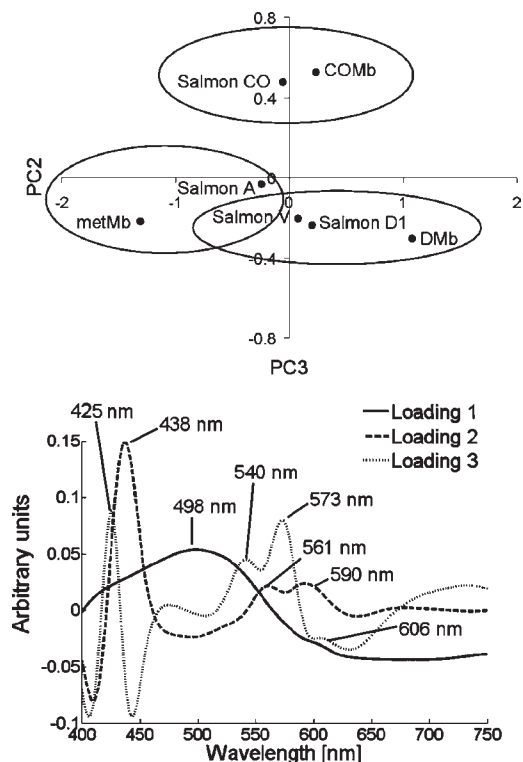 0.8
Salmon CO
COMb
0.4
PC2
-2
-1
0
0
1
2
Salmon A
metMb
Salmon V
Salmon D1
DMb
-0.4
-0.8
PC3
425 nm
438 nm
498 nm
540 nm
573 nm
561 nm
590 nm
606 nm
Loading 1
Loading 2
Loading 3
Arbitrary units
0.15
0.1
0.05
0
-0.05
-0.1
400
450
500
550
600
650
700
750
Wavelength [nm]